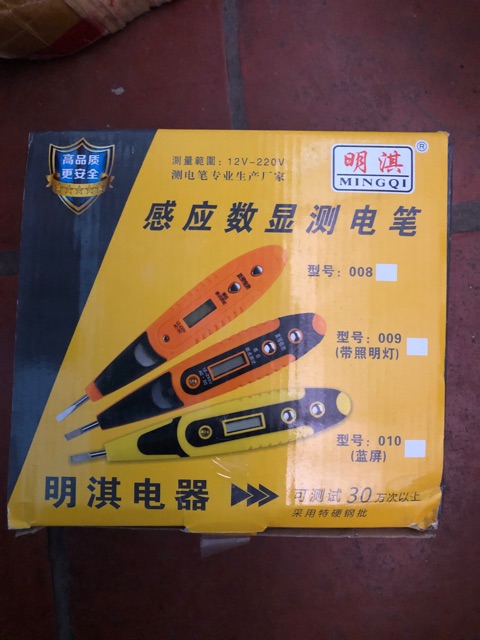 高品质
更安全
测量範圍：12V-220V
测电笔专业生产厂家
明淇
®
MINGQI
感应数显测电笔
型号：008
型号：009
(带照明灯)
型号：010
(蓝屏)
明淇电器
可测试30万次以上
采用特硬钢批